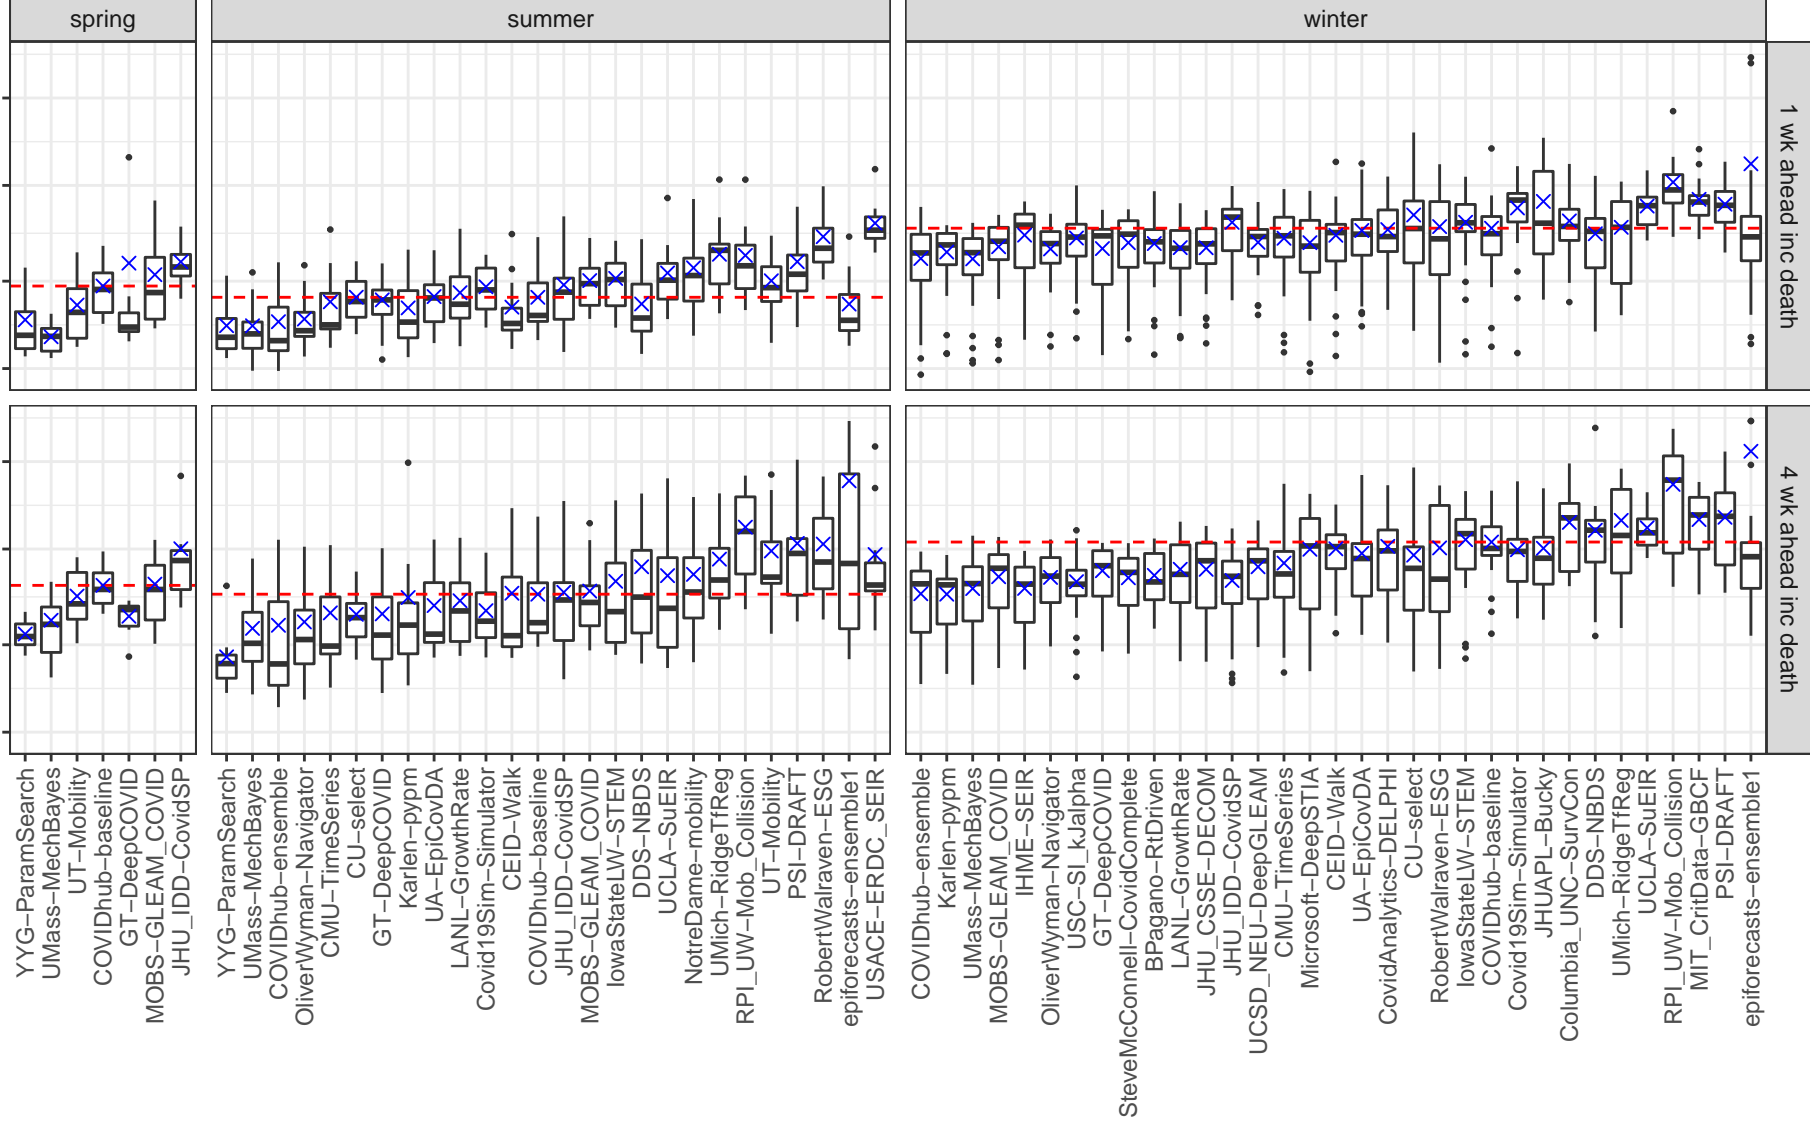 spring
summer
winter
1 wk ahead inc death
4 wk ahead inc death
YYG−ParamSearch
UMass−MechBayes
UT−Mobility
COVIDhub−baseline
GT−DeepCOVID
MOBS−GLEAM_COVID
JHU_IDD−CovidSP
YYG−ParamSearch
UMass−MechBayes
COVIDhub−ensemble
OliverWyman−Navigator
CMU−TimeSeries
CU−select
GT−DeepCOVID
Karlen−pypm
UA−EpiCovDA
LANL−GrowthRate
Covid19Sim−Simulator
CEID−Walk
COVIDhub−baseline
JHU_IDD−CovidSP
MOBS−GLEAM_COVID
IowaStateLW−STEM
DDS−NBDS
UCLA−SuEIR
NotreDame−mobility
UMich−RidgeTfReg
RPI_UW−Mob_Collision
UT−Mobility
PSI−DRAFT
RobertWalraven−ESG
epiforecasts−ensemble1
USACE−ERDC_SEIR
COVIDhub−ensemble
Karlen−pypm
UMass−MechBayes
MOBS−GLEAM_COVID
IHME−SEIR
OliverWyman−Navigator
USC−SI_kJalpha
GT−DeepCOVID
SteveMcConnell−CovidComplete
BPagano−RtDriven
LANL−GrowthRate
JHU_CSSE−DECOM
JHU_IDD−CovidSP
UCSD_NEU−DeepGLEAM
CMU−TimeSeries
Microsoft−DeepSTIA
CEID−Walk
UA−EpiCovDA
CovidAnalytics−DELPHI
CU−select
RobertWalraven−ESG
IowaStateLW−STEM
COVIDhub−baseline
Covid19Sim−Simulator
JHUAPL−Bucky
Columbia_UNC−SurvCon
DDS−NBDS
UMich−RidgeTfReg
UCLA−SuEIR
RPI_UW−Mob_Collision
MIT_CritData−GBCF
PSI−DRAFT
epiforecasts−ensemble1